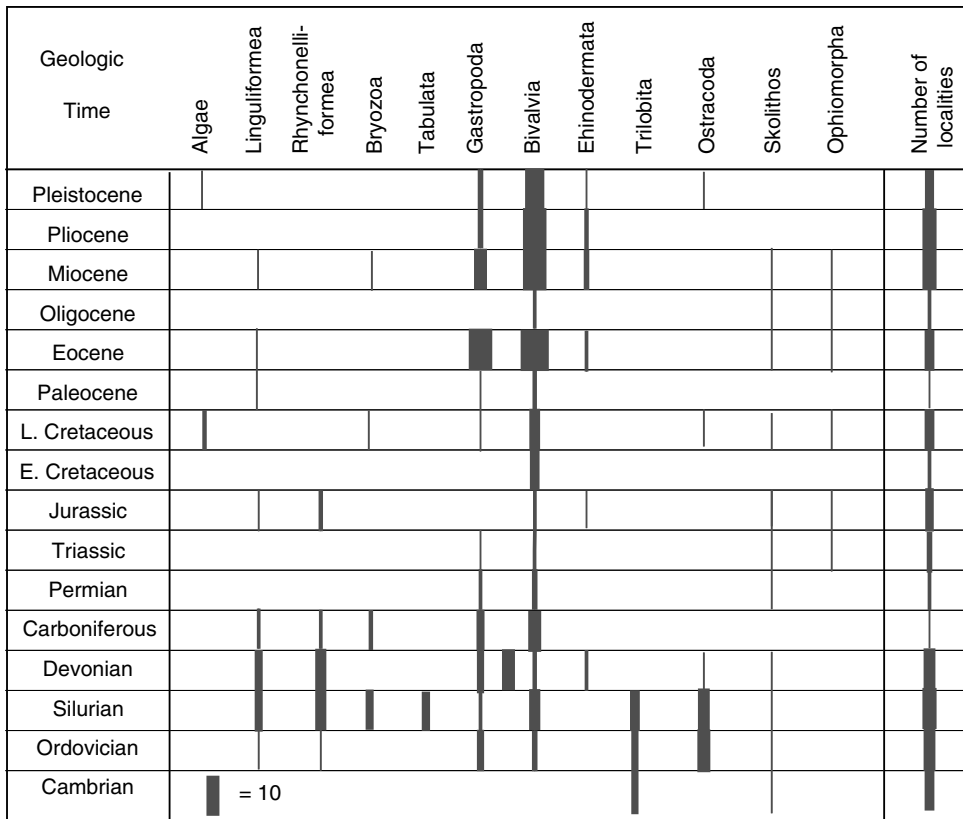 Geologic
Time
Algae
Linguliformea
Rhynchonelli-
formea
Bryozoa
Tabulata
Gastropoda
Bivalvia
Ehinodermata
Trilobita
Ostracoda
Skolithos
Ophiomorpha
Number of
localities
Pleistocene
Pliocene
Miocene
Oligocene
Eocene
Paleocene
L. Cretaceous
E. Cretaceous
Jurassic
Triassic
Permian
Carboniferous
Devonian
Silurian
Ordovician
Cambrian
= 10